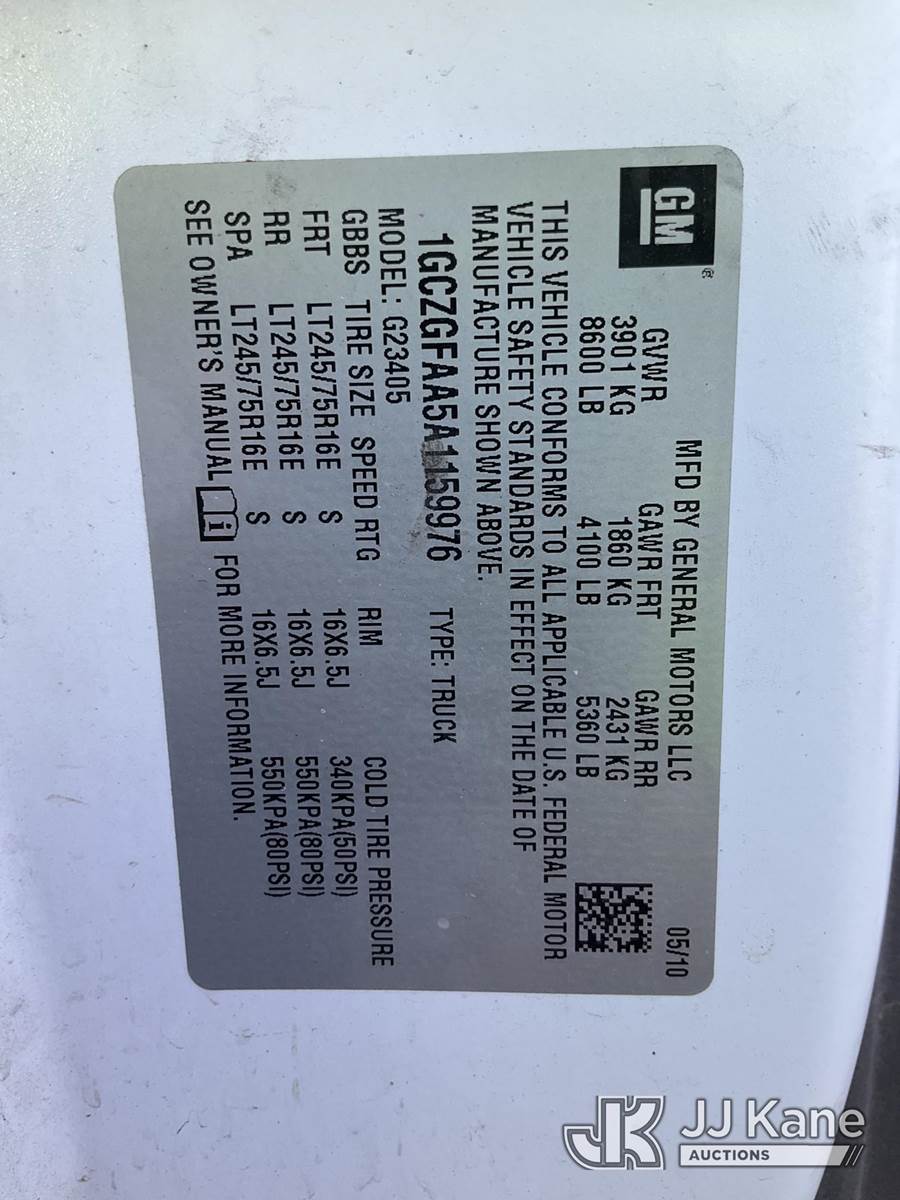 GM
MFD BY GENERAL MOTORS LLC 05/10
GVWR GAWR FRT GAWR RR
3901 KG 1860 KG 2431 KG
8600 LB 4100 LB 5360 LB
THIS VEHICLE CONFORMS TO ALL APPLICABLE U.S. FEDERAL MOTOR
VEHICLE SAFETY STANDARDS IN EFFECT ON THE DATE OF
MANUFACTURE SHOWN ABOVE.
1GCZGFAA5A1159976 TYPE: TRUCK
MODEL: G23405
GBBS TIRE SIZE SPEED RTG RIM COLD TIRE PRESSURE
FRT LT245/75R16E S 16X6.5J 340KPA(50PSI)
RR LT245/75R16E S 16X6.5J 550KPA(80PSI)
SPA LT245/75R16E S 16X6.5J 550KPA(80PSI)
SEE OWNER'S MANUAL FOR MORE INFORMATION.
JK JJ Kane
AUCTIONS